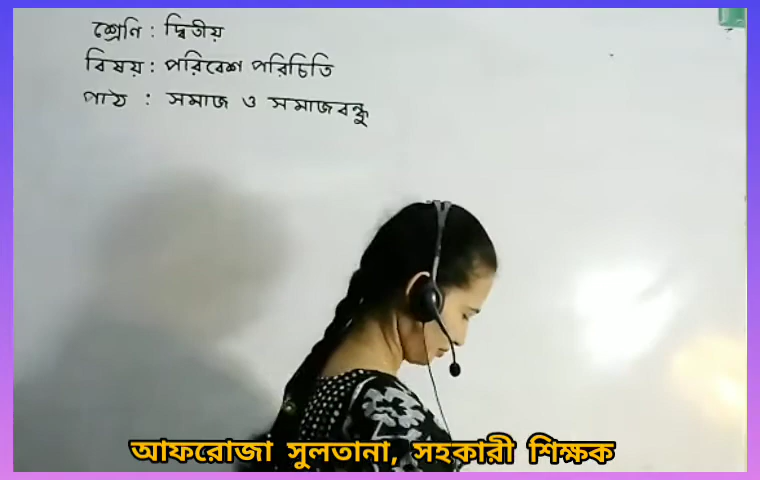 শ্রেণি : দ্বিতীয়
বিষয় : পরিবেশ পরিচিতি
পাঠ : সমাজ ও সমাজবন্ধু
আফরোজা সুলতানা, সহকারী শিক্ষক